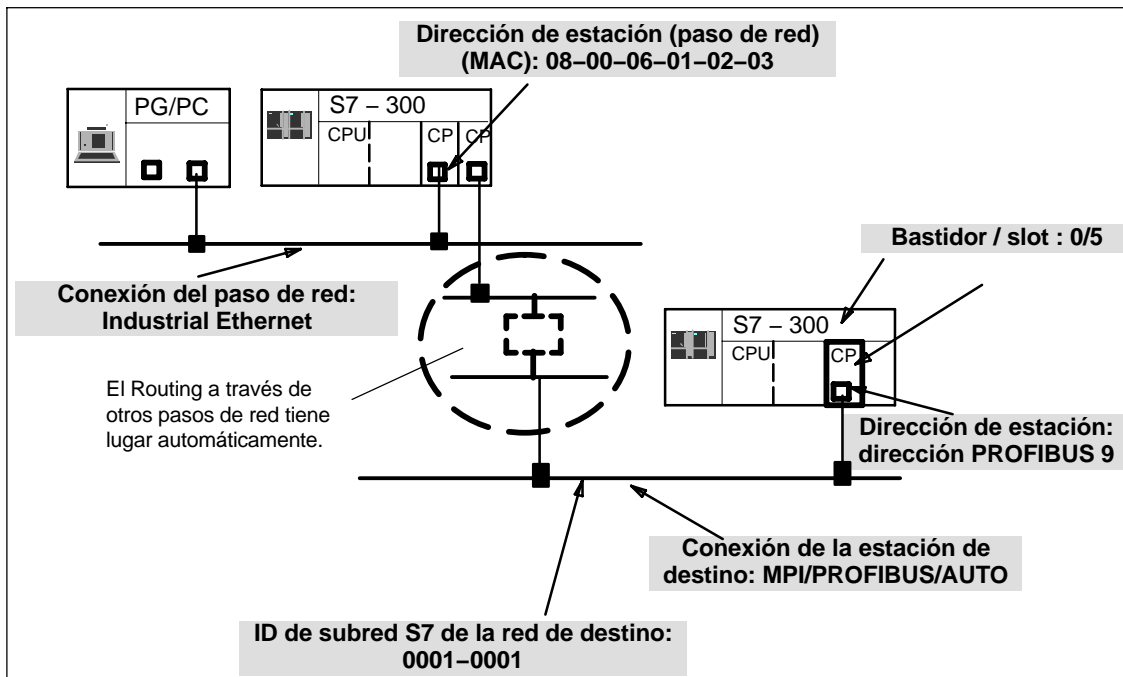 Dirección de estación (paso de red)
(MAC): 08–00–06–01–02–03
PG/PC
S7 – 300
CPU
CP
CP
Bastidor / slot : 0/5
Conexión del paso de red:
Industrial Ethernet
S7 – 300
CPU
CP
El Routing a través de
otros pasos de red tiene
lugar automáticamente.
Dirección de estación:
dirección PROFIBUS 9
Conexión de la estación de
destino: MPI/PROFIBUS/AUTO
ID de subred S7 de la red de destino:
0001–0001